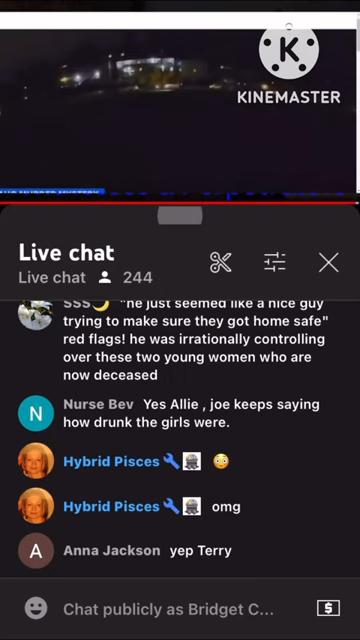 K
KINEMASTER
Live chat
Live chat 244
SSS🌙 "he just seemed like a nice guy
trying to make sure they got home safe"
red flags! he was irrationally controlling
over these two young women who are
now deceased
N
Nurse Bev Yes Allie , joe keeps saying
how drunk the girls were.
Hybrid Pisces 😳
Hybrid Pisces omg
A
Anna Jackson yep Terry
Chat publicly as Bridget C...
$